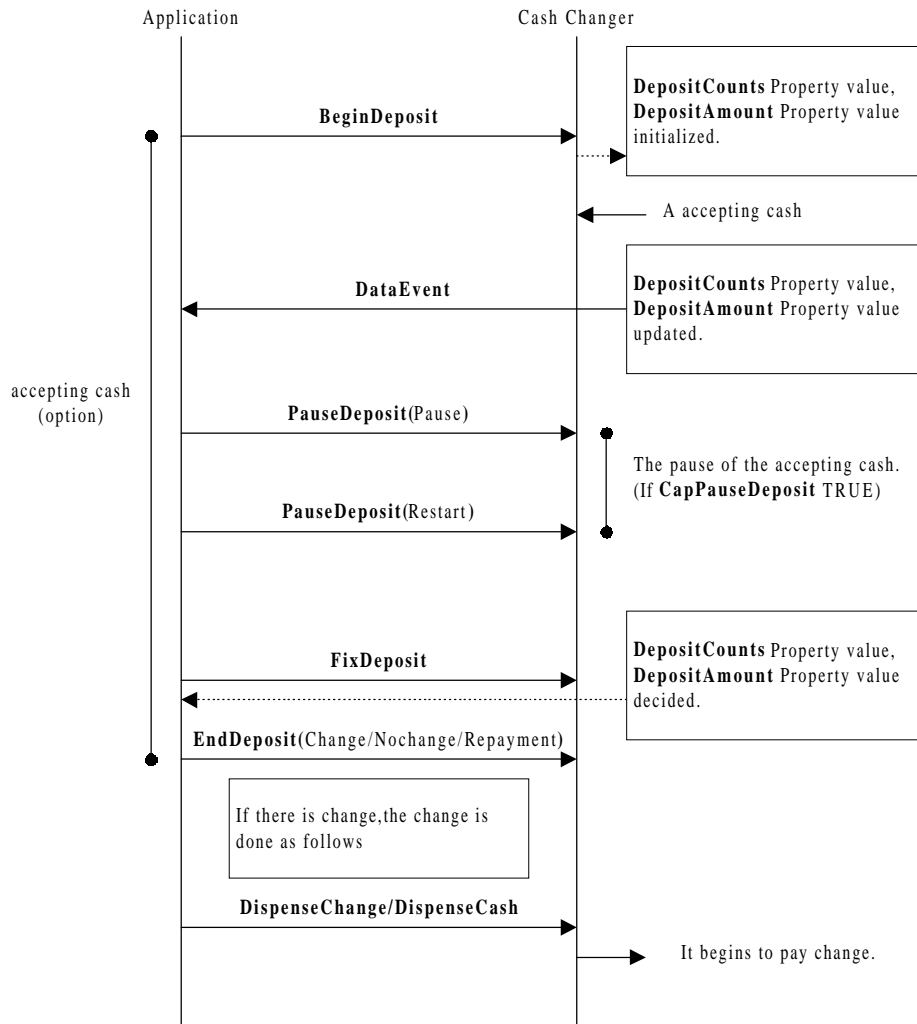 Application
Cash Changer
DepositCounts Property value,
DepositAmount Property value
initialized.
BeginDeposit
A accepting cash
DepositCounts Property value,
DepositAmount Property value
updated.
DataEvent
accepting cash
(option)
PauseDeposit(Pause)
The pause of the accepting cash.
(If CapPauseDeposit TRUE)
PauseDeposit(Restart)
DepositCounts Property value,
DepositAmount Property value
decided.
FixDeposit
EndDeposit(Change/Nochange/Repayment)
If there is change,the change is
done as follows
DispenseChange/DispenseCash
It begins to pay change.